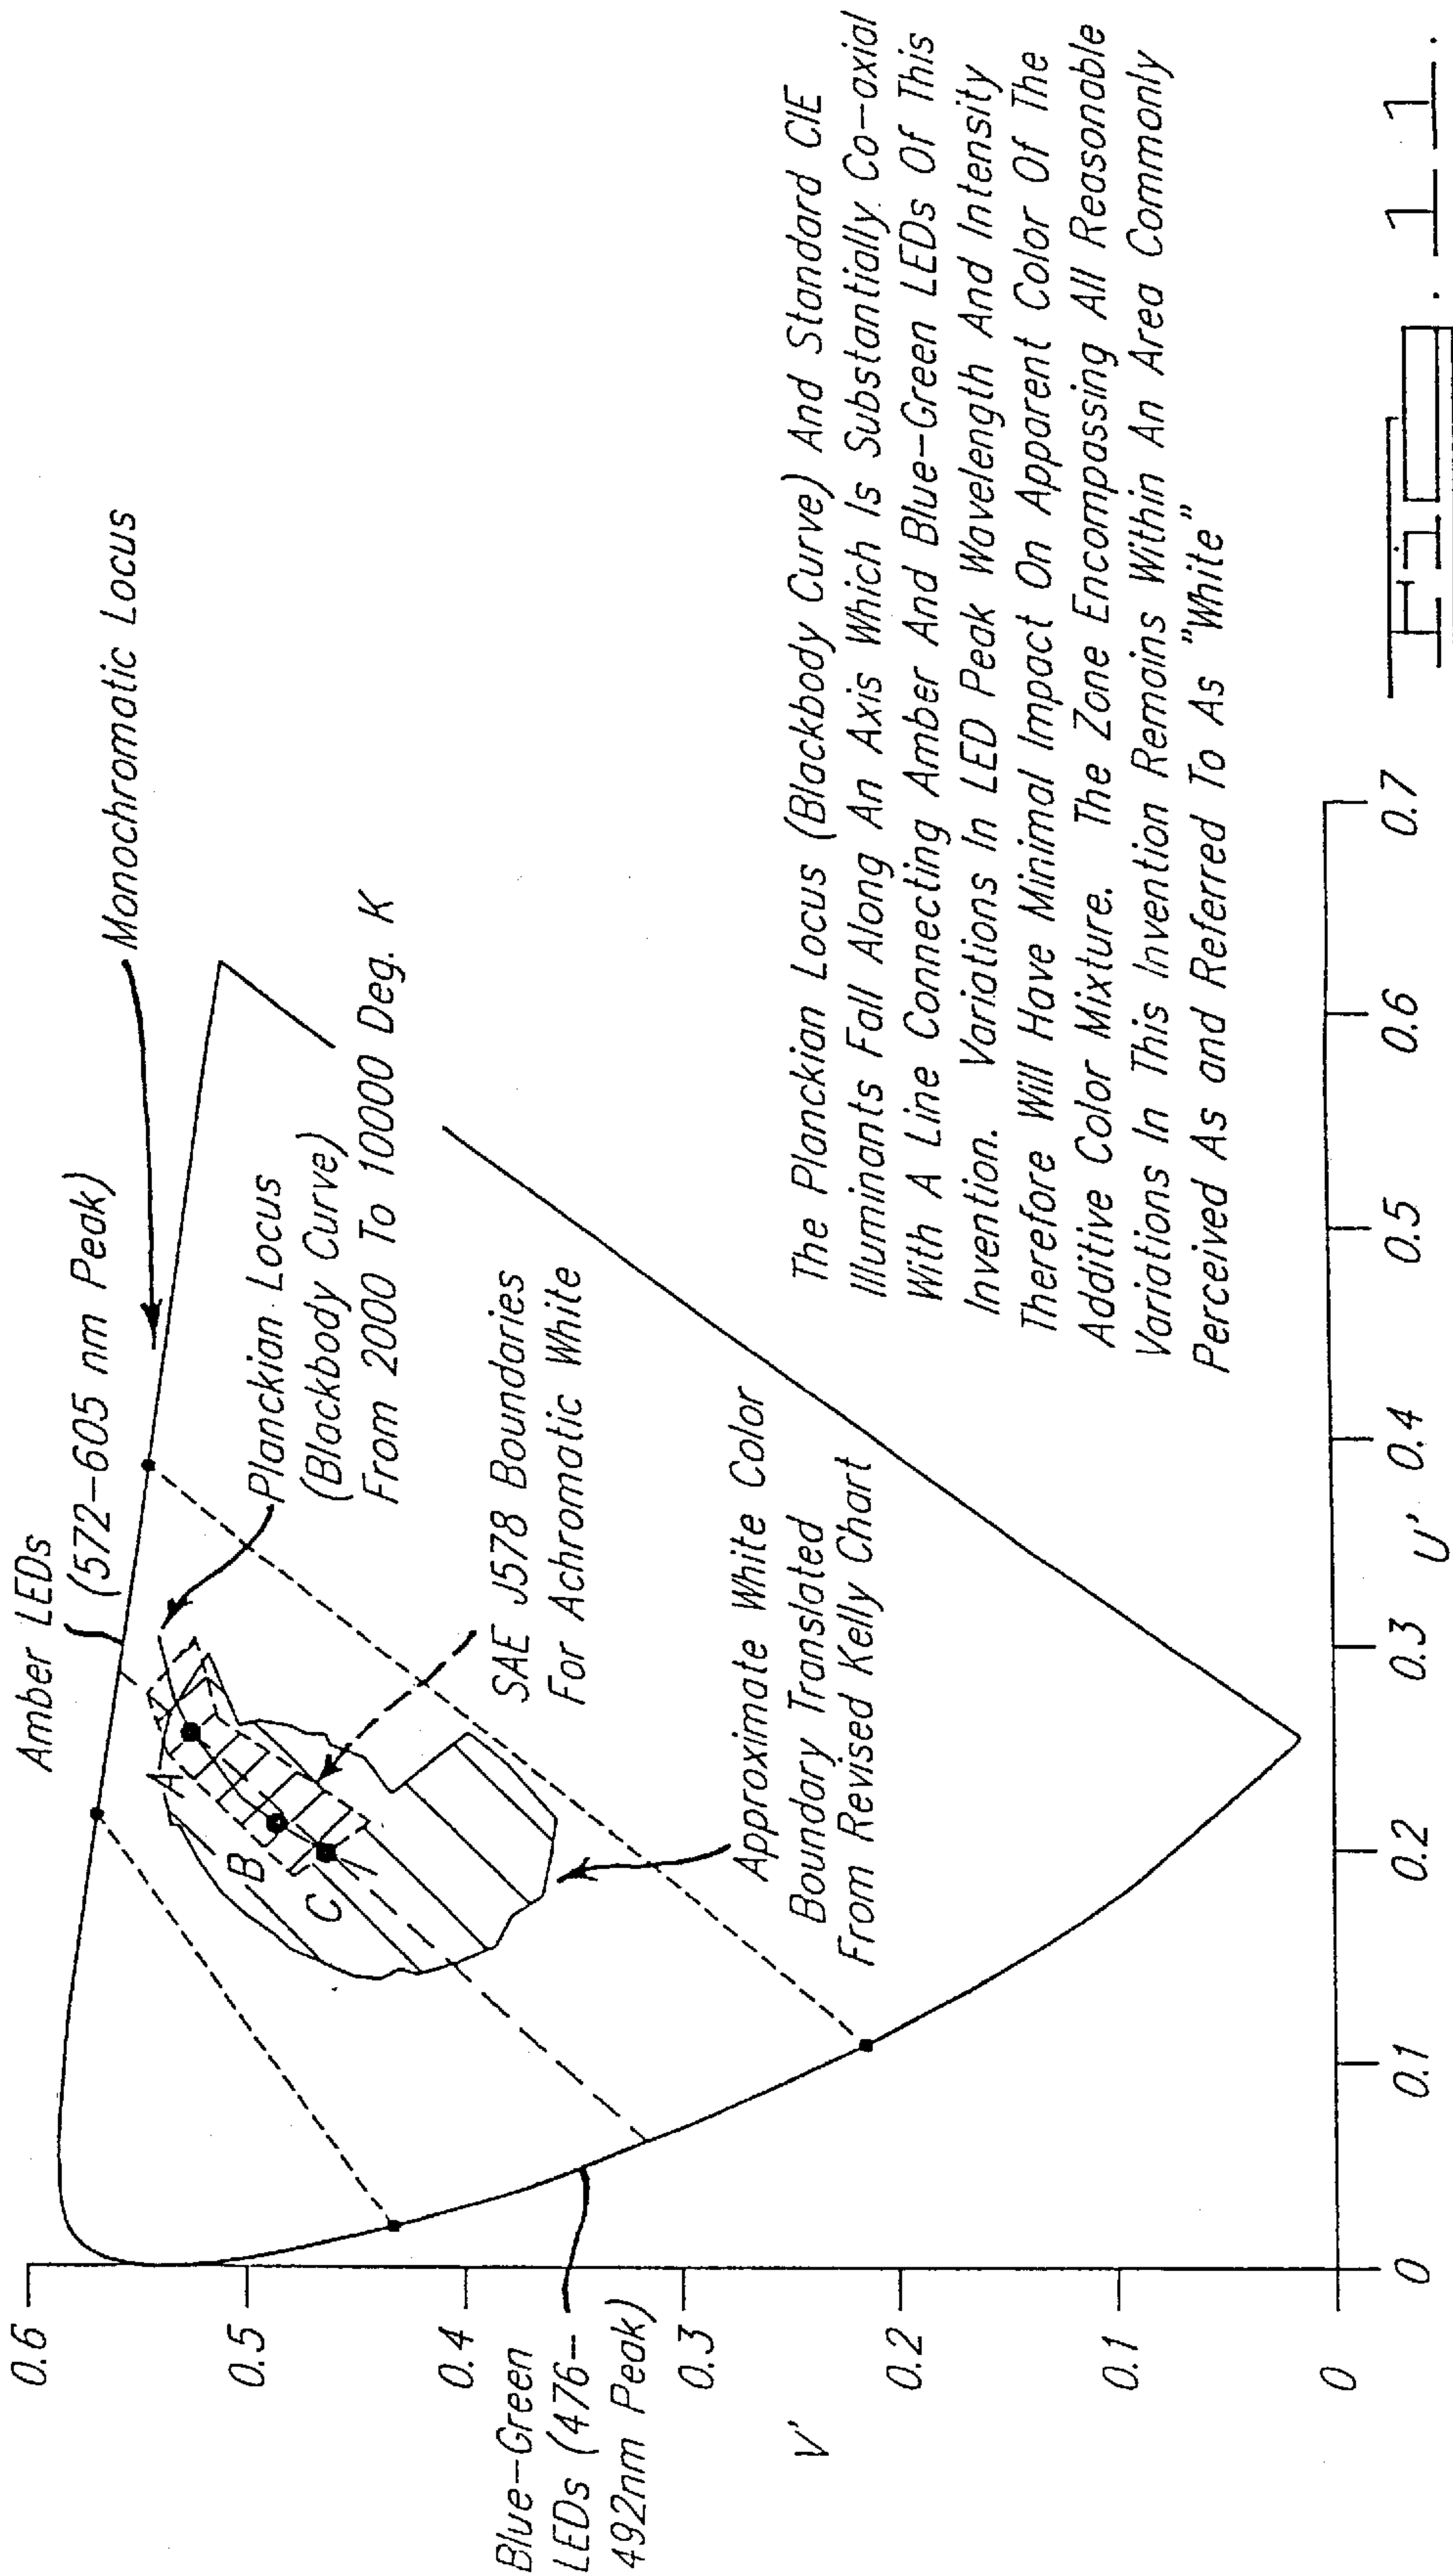 Amber LEDs
(572-605 nm Peak)
Monochromatic Locus
Planckian Locus
(Blackbody Curve)
From 2000 To 10000 Deg. K
SAE J578 Boundaries
For Achromatic White
Approximate White Color
Boundary Translated
From Revised Kelly Chart
A
B
C
Blue-Green
LEDs (476-
492nm Peak)
0.6
0.5
0.4
0.3
0.2
0.1
0
V'
0
0.1
0.2
0.3
0.4
0.5
0.6
0.7
U'
The Planckian Locus (Blackbody Curve) And Standard CIE
Illuminants Fall Along An Axis Which Is Substantially Co-axial
With A Line Connecting Amber And Blue-Green LEDs Of This
Invention. Variations In LED Peak Wavelength And Intensity
Therefore Will Have Minimal Impact On Apparent Color Of The
Additive Color Mixture. The Zone Encompassing All Reasonable
Variations In This Invention Remains Within An Area Commonly
Perceived As and Referred To As "White"
Fig. 11.